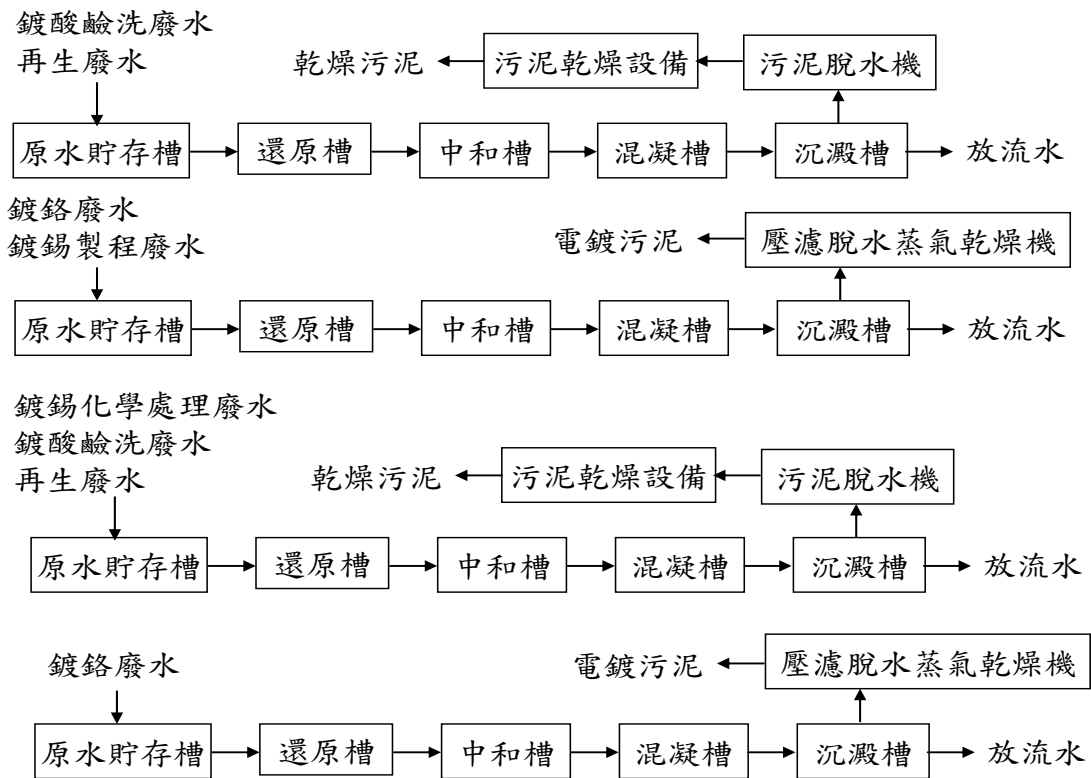 鍍酸鹼洗廢水
再生廢水
乾燥污泥
污泥乾燥設備
污泥脫水機
原水貯存槽
還原槽
中和槽
混凝槽
沉澱槽
放流水
鍍鉻廢水
鍍錫製程廢水
電鍍污泥
壓濾脫水蒸氣乾燥機
原水貯存槽
還原槽
中和槽
混凝槽
沉澱槽
放流水
鍍錫化學處理廢水
鍍酸鹼洗廢水
再生廢水
乾燥污泥
污泥乾燥設備
污泥脫水機
原水貯存槽
還原槽
中和槽
混凝槽
沉澱槽
放流水
鍍鉻廢水
電鍍污泥
壓濾脫水蒸氣乾燥機
原水貯存槽
還原槽
中和槽
混凝槽
沉澱槽
放流水